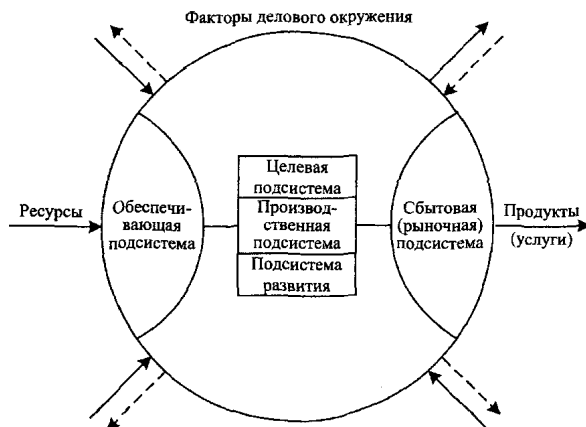 Факторы делового окружения
Целевая
подсистема
Ресурсы
Обеспечи-
вающая
подсистема
Производ-
ственная
подсистема
Сбытовая
(рыночная)
подсистема
Продукты
(услуги)
Подсистема
развития